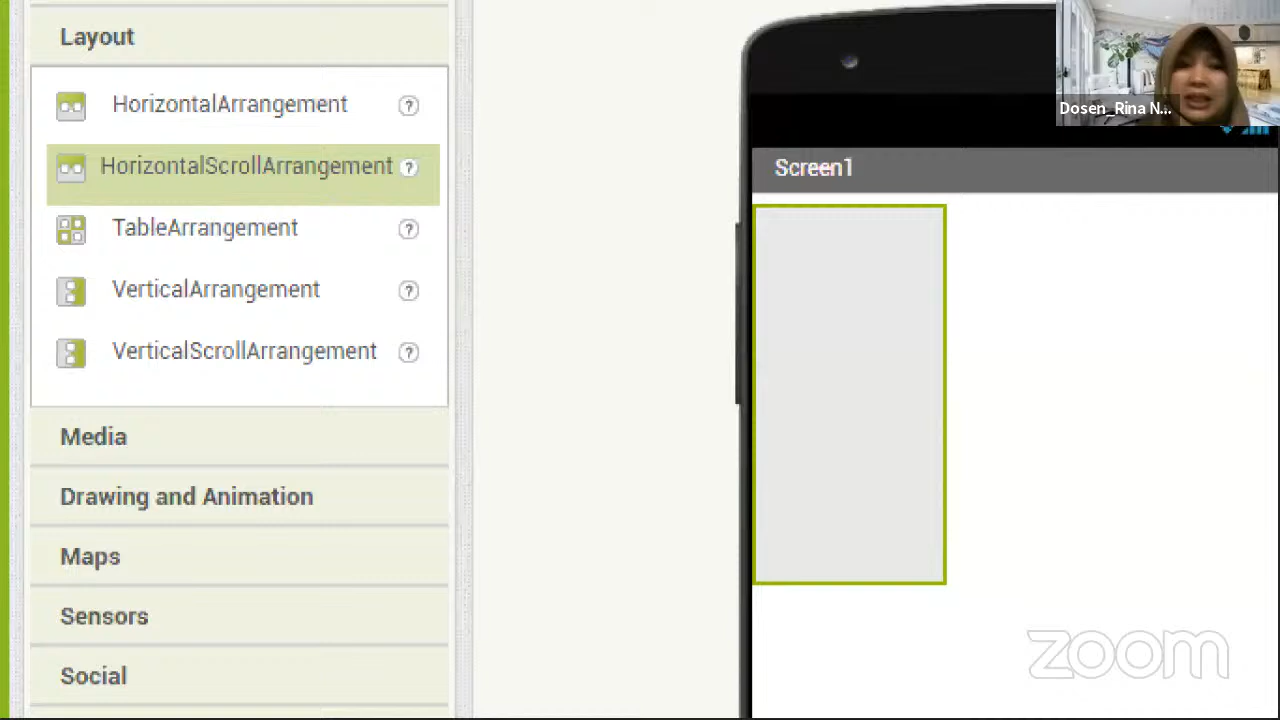 Layout
HorizontalArrangement
?
HorizontalScrollArrangement
?
TableArrangement
?
VerticalArrangement
?
VerticalScrollArrangement
?
Media
Drawing and Animation
Maps
Sensors
Social
Dosen_Rina N...
Screen1
zoom